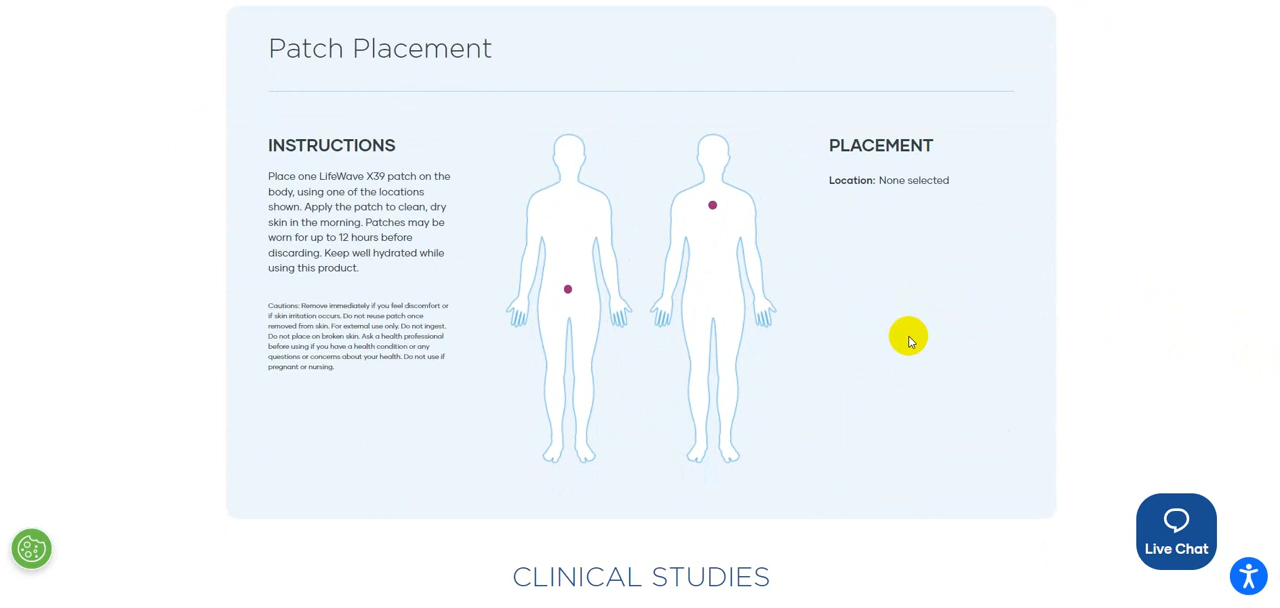 Patch Placement
INSTRUCTIONS
Place one LifeWave X39 patch on the
body, using one of the locations
shown. Apply the patch to clean, dry
skin in the morning. Patches may be
worn for up to 12 hours before
discarding. Keep well hydrated while
using this product.
Cautions: Remove immediately if you feel discomfort or
if skin irritation occurs. Do not reuse patch once
removed from skin. For external use only. Do not ingest.
Do not place on broken skin. Ask a health professional
before using if you have a health condition or any
questions or concerns about your health. Do not use if
pregnant or nursing.
PLACEMENT
Location: None selected
Live Chat
CLINICAL STUDIES